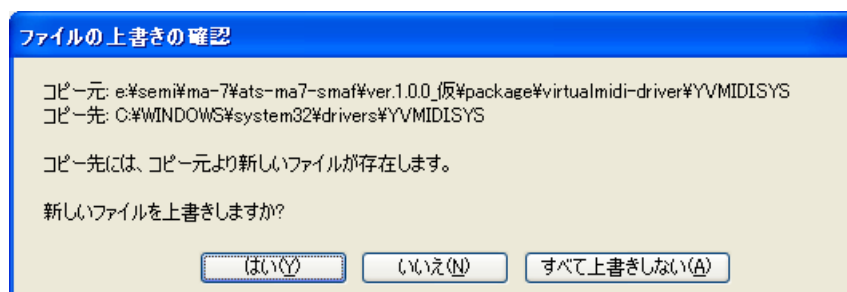 ファイルの上書きの確認
コピー元: e:¥semi¥ma-7¥ats-ma7-smaf¥ver.1.0.0_仮¥package¥virtualmidi-driver¥YVMIDISYS
コピー先: C:¥WINDOWS¥system32¥drivers¥YVMIDISYS
コピー先には、コピー元より新しいファイルが存在します。
新しいファイルを上書きしますか?
はい(Y) いいえ(N) すべて上書きしない(A)